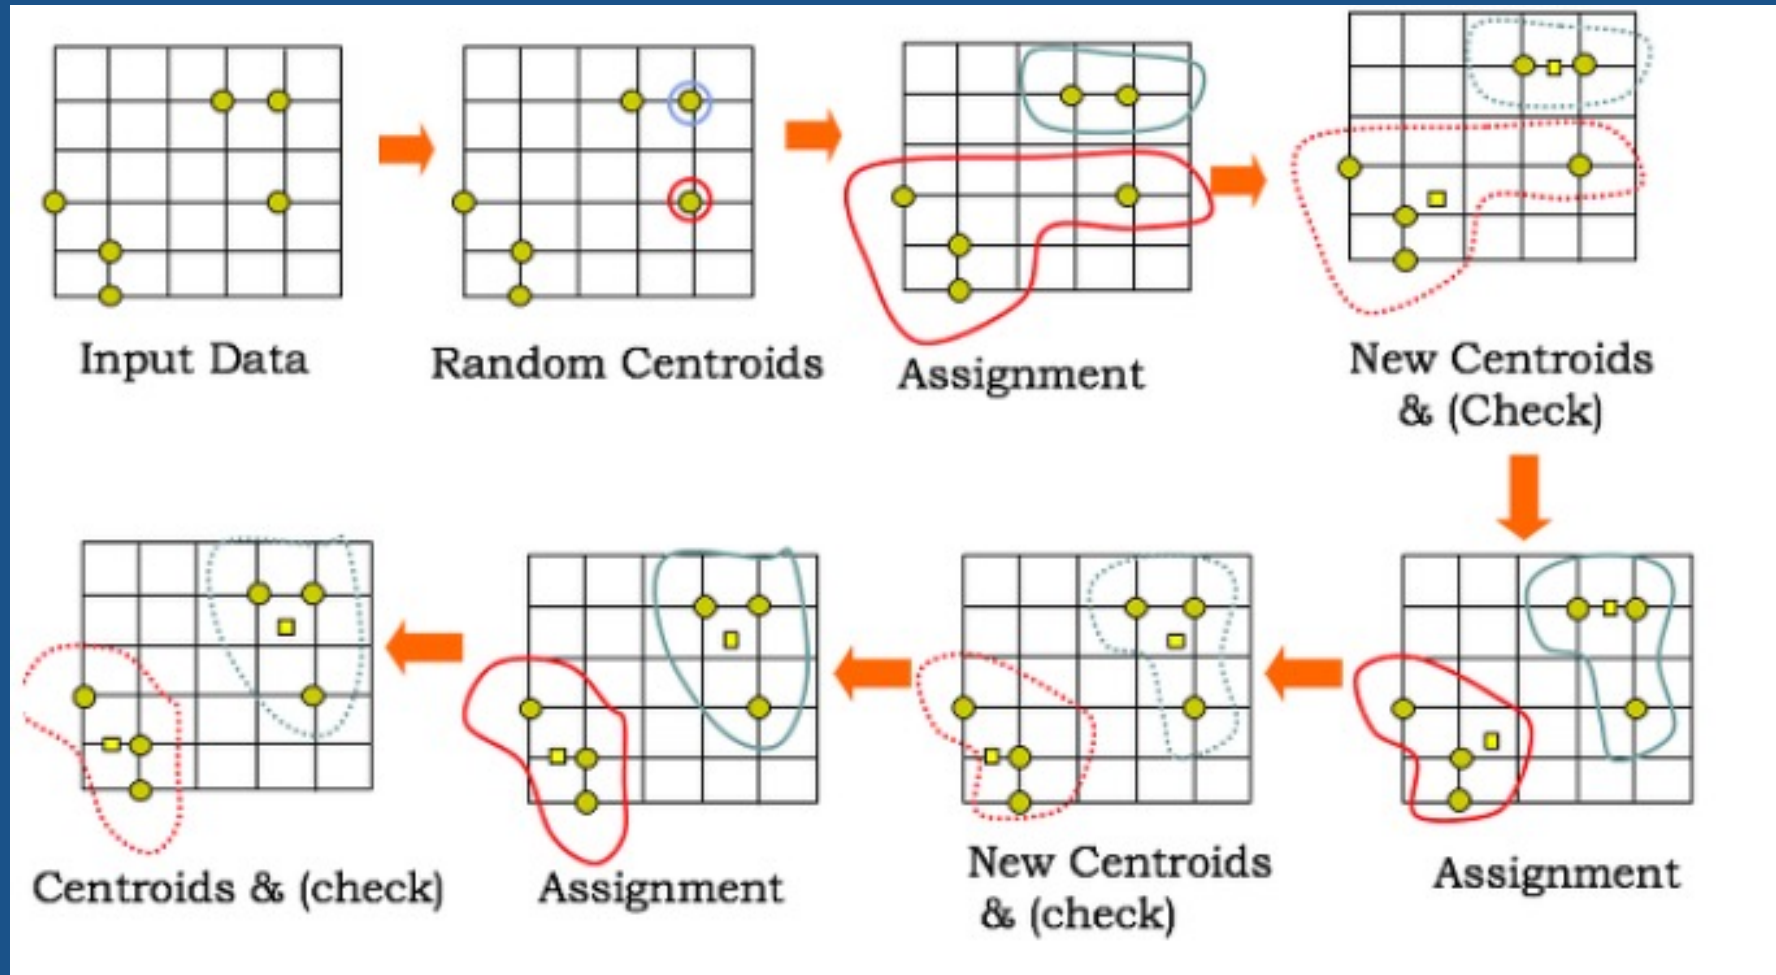 Input Data
Random Centroids
Assignment
New Centroids
& (Check)
Assignment
New Centroids
& (check)
Assignment
Centroids & (check)